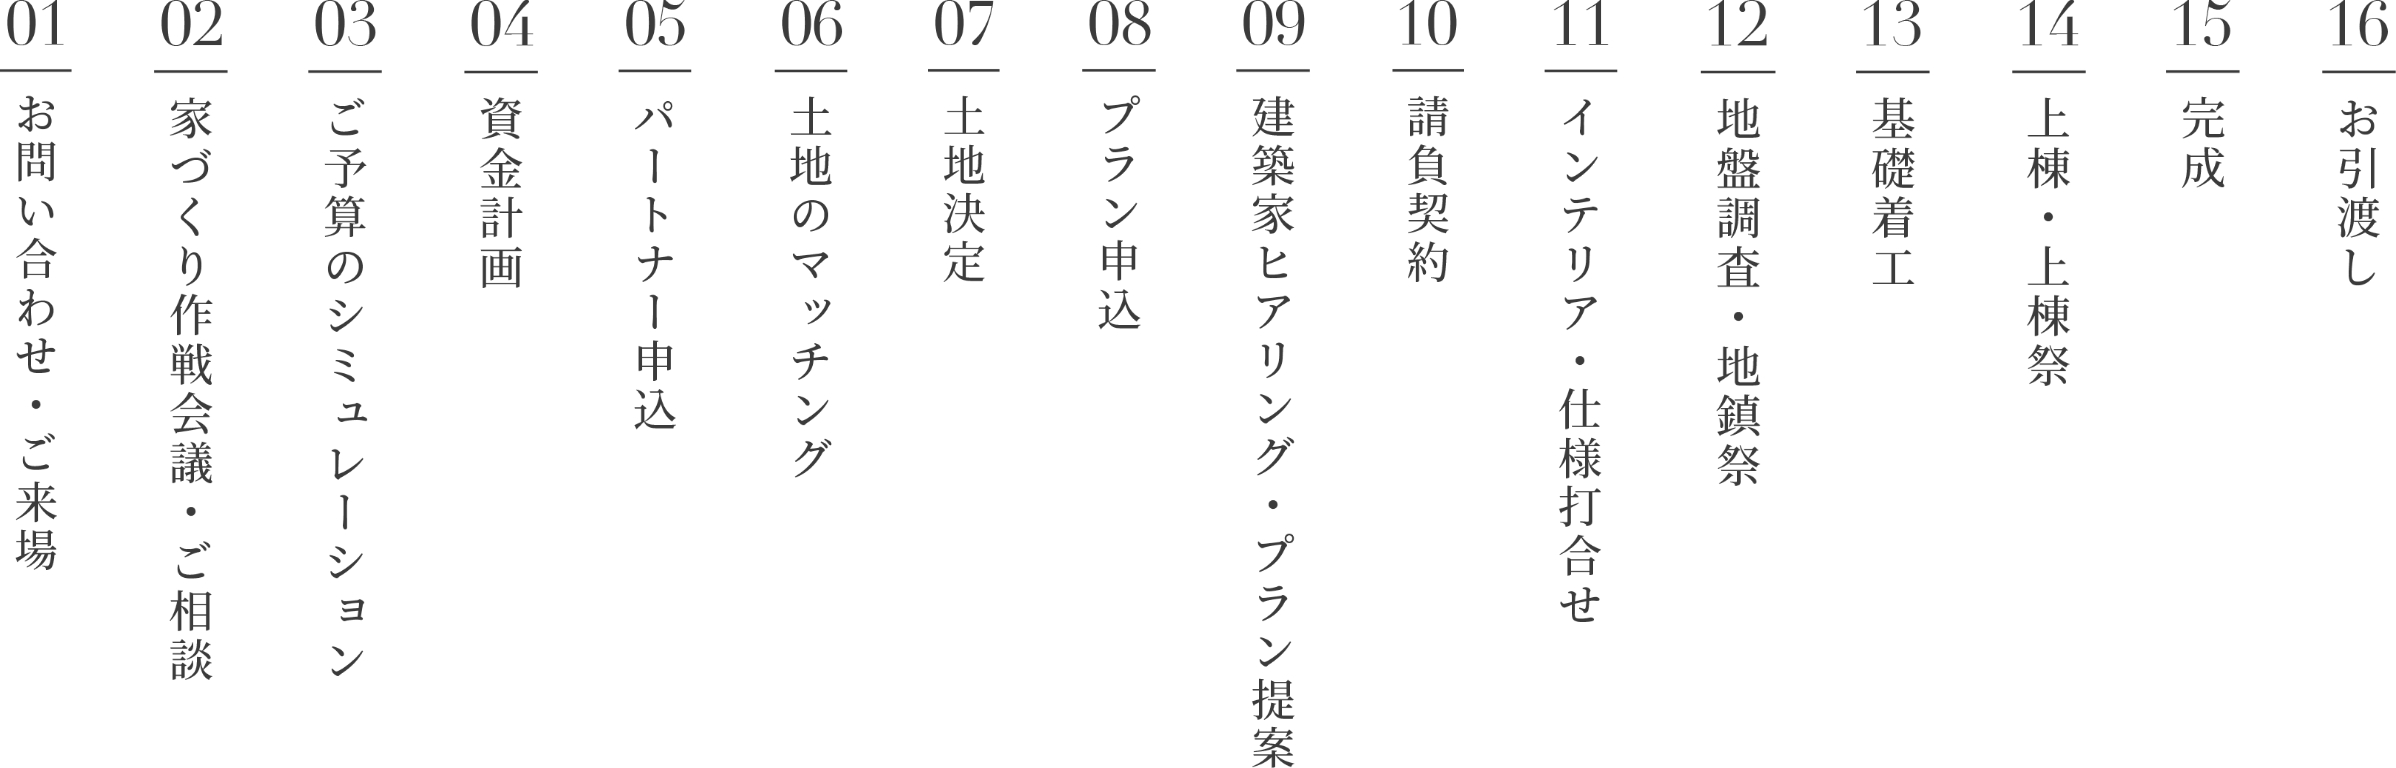 01
お問い合わせ・ご来場
02
家づくり作戦会議・ご相談
03
ご予算のシミュレーション
04
資金計画
05
パートナー申込
06
土地のマッチング
07
土地決定
08
プラン申込
09
建築家ヒアリング・プラン提案
10
請負契約
11
インテリア・仕様打合せ
12
地盤調査・地鎮祭
13
基礎着工
14
上棟・上棟祭
15
完成
16
お引渡し